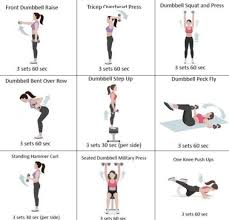 Front Dumbbell Raise
3 sets 60 sec
Tricep Overhead Press
3 sets 60 sec
Dumbbell Squat and Press
3 sets 60 sec
Dumbbell Bent Over Row
3 sets 60 sec
Dumbbell Step Up
3 sets 30 sec (per side)
Dumbbell Peck Fly
3 sets 60 sec
Standing Hammer Curl
3 sets 30 sec (per side)
Seated Dumbbell Military Press
3 sets 60 sec
One Knee Push Ups
3 sets 60 sec